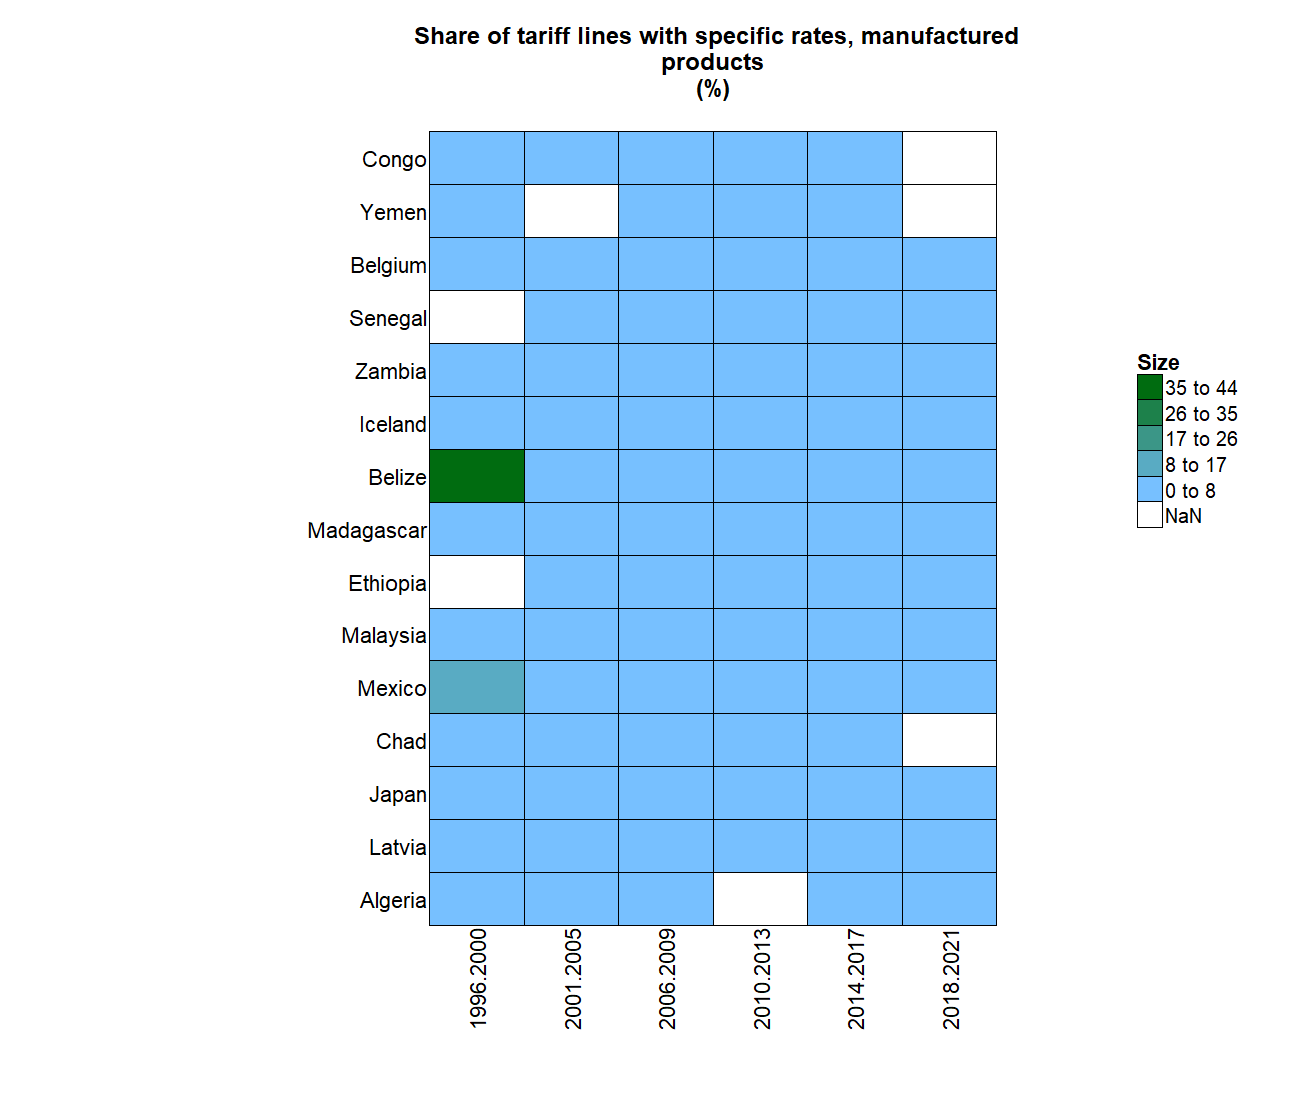 Share of tariff lines with specific rates, manufactured
products
(%)
Congo
Yemen
Belgium
Senegal
Zambia
Iceland
Belize
Madagascar
Ethiopia
Malaysia
Mexico
Chad
Japan
Latvia
Algeria
1996.2000
2001.2005
2006.2009
2010.2013
2014.2017
2018.2021
Size
35 to 44
26 to 35
17 to 26
8 to 17
0 to 8
NaN